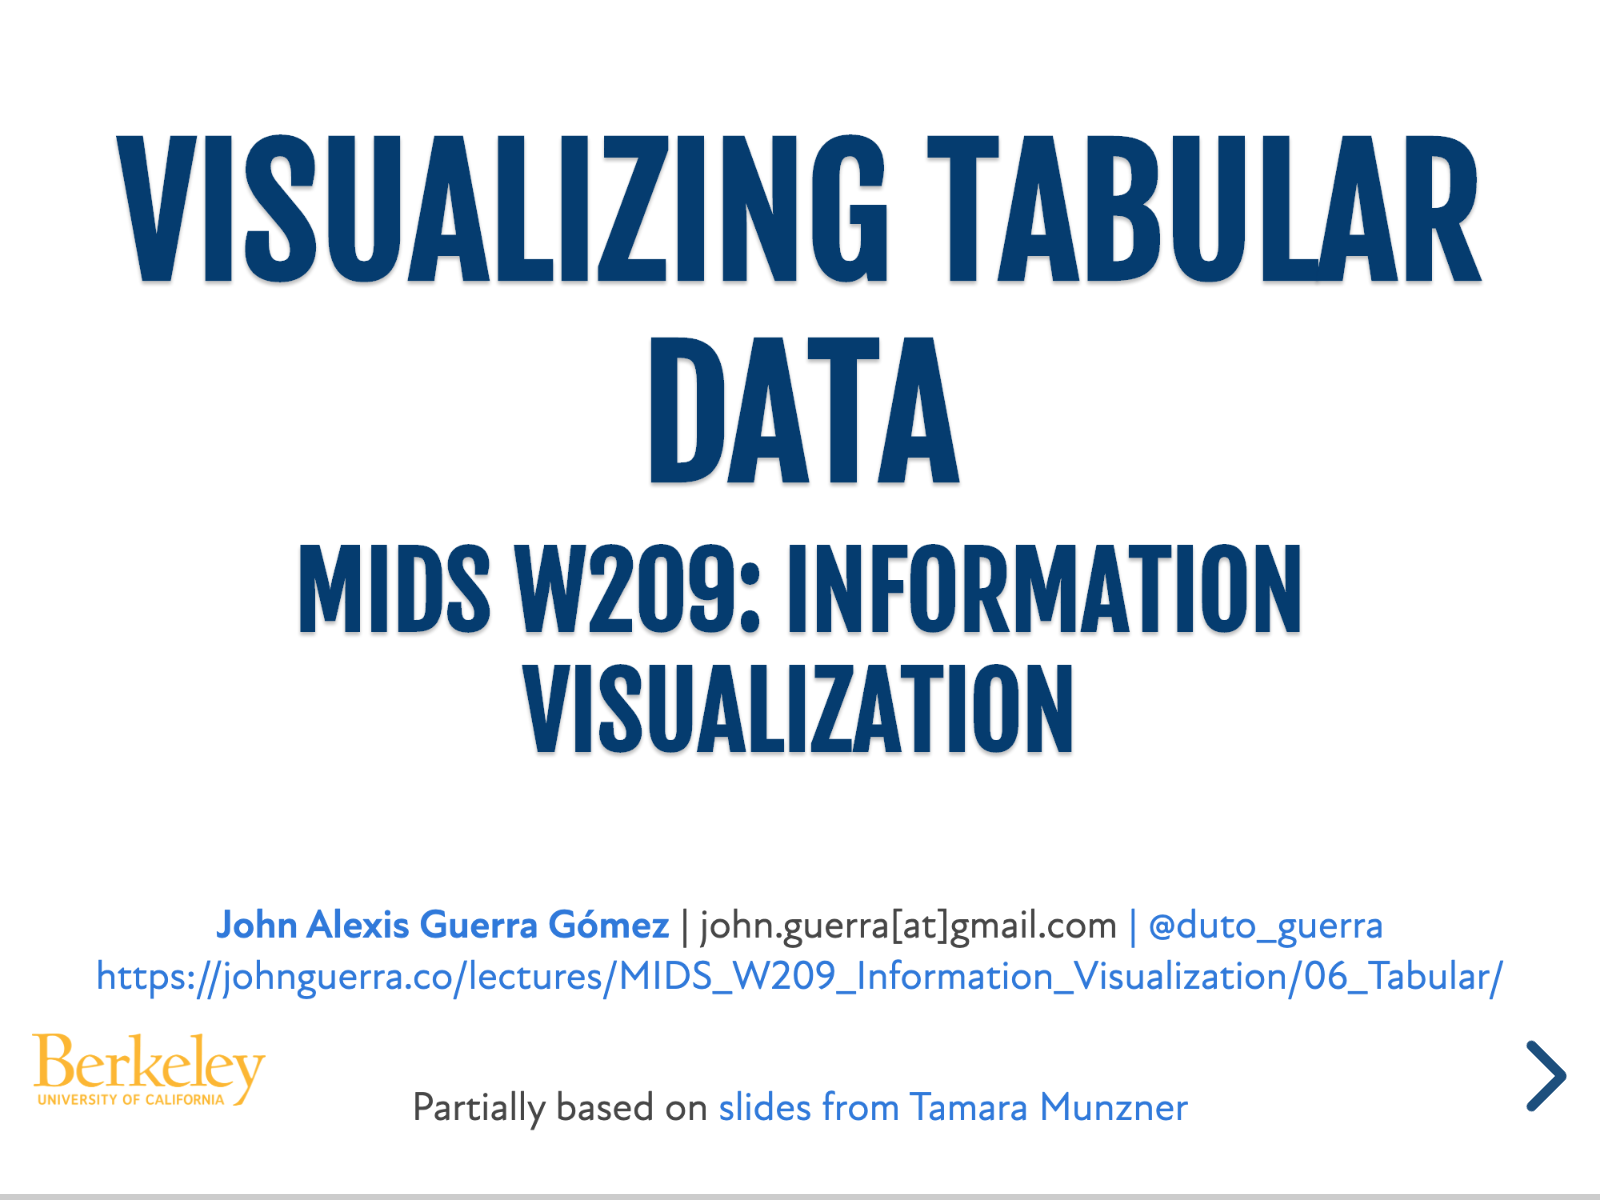 VISUALIZING TABULAR
DATA
MIDS W209: INFORMATION
VISUALIZATION
John Alexis Guerra Gómez | john.guerra[at]gmail.com | @duto_guerra
https://johnguerra.co/lectures/MIDS_W209_Information_Visualization/06_Tabular/
Berkeley
UNIVERSITY OF CALIFORNIA
Partially based on slides from Tamara Munzner